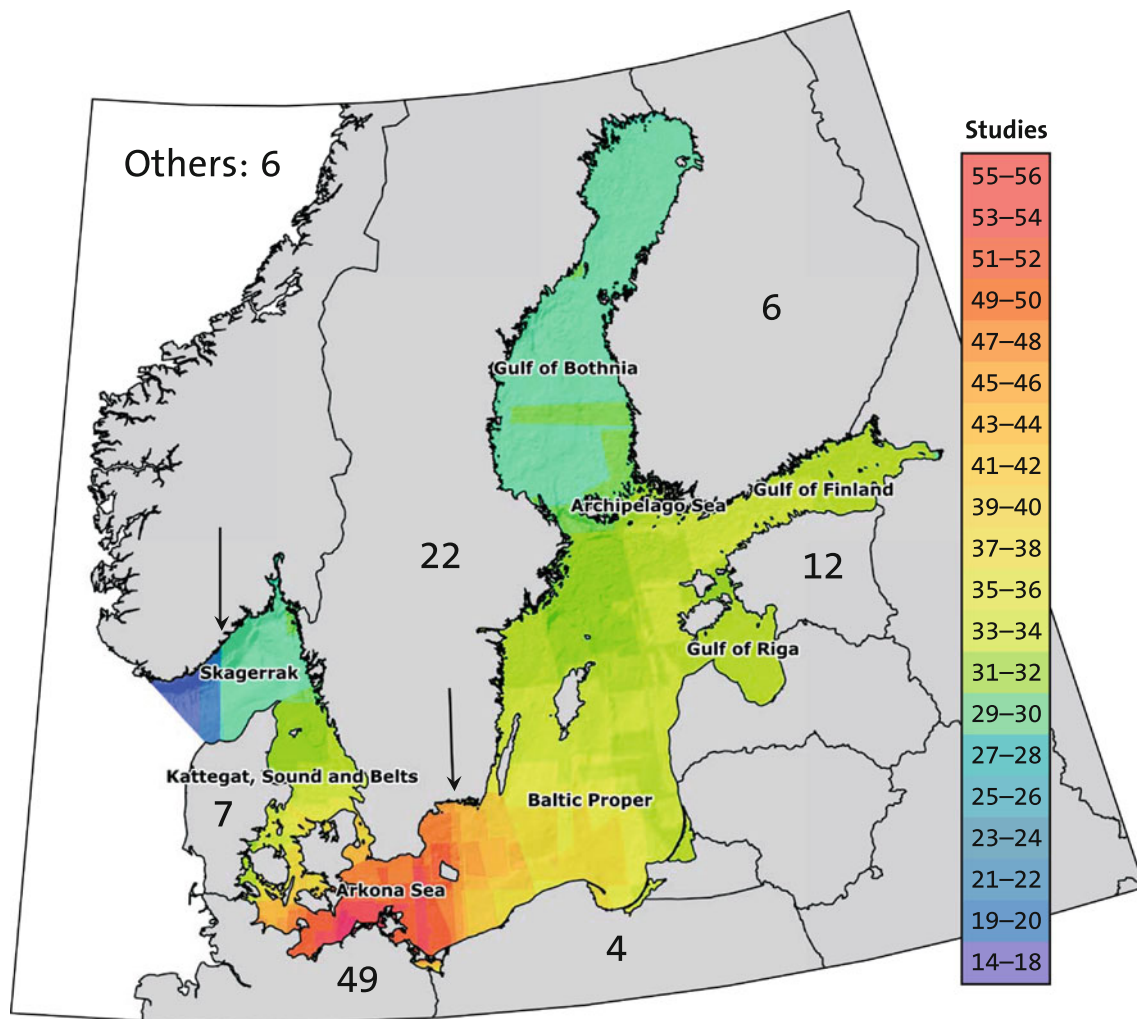 Others: 6
Studies
55–56
53–54
51–52
49–50
47–48
45–46
43–44
41–42
39–40
37–38
35–36
33–34
31–32
29–30
27–28
25–26
23–24
21–22
19–20
14–18
6
Gulf of Bothnia
Gulf of Finland
Archipelago Sea
22
12
Gulf of Riga
Skagerrak
Kattegat, Sound and Belts
7
Baltic Proper
Arkona Sea
4
49